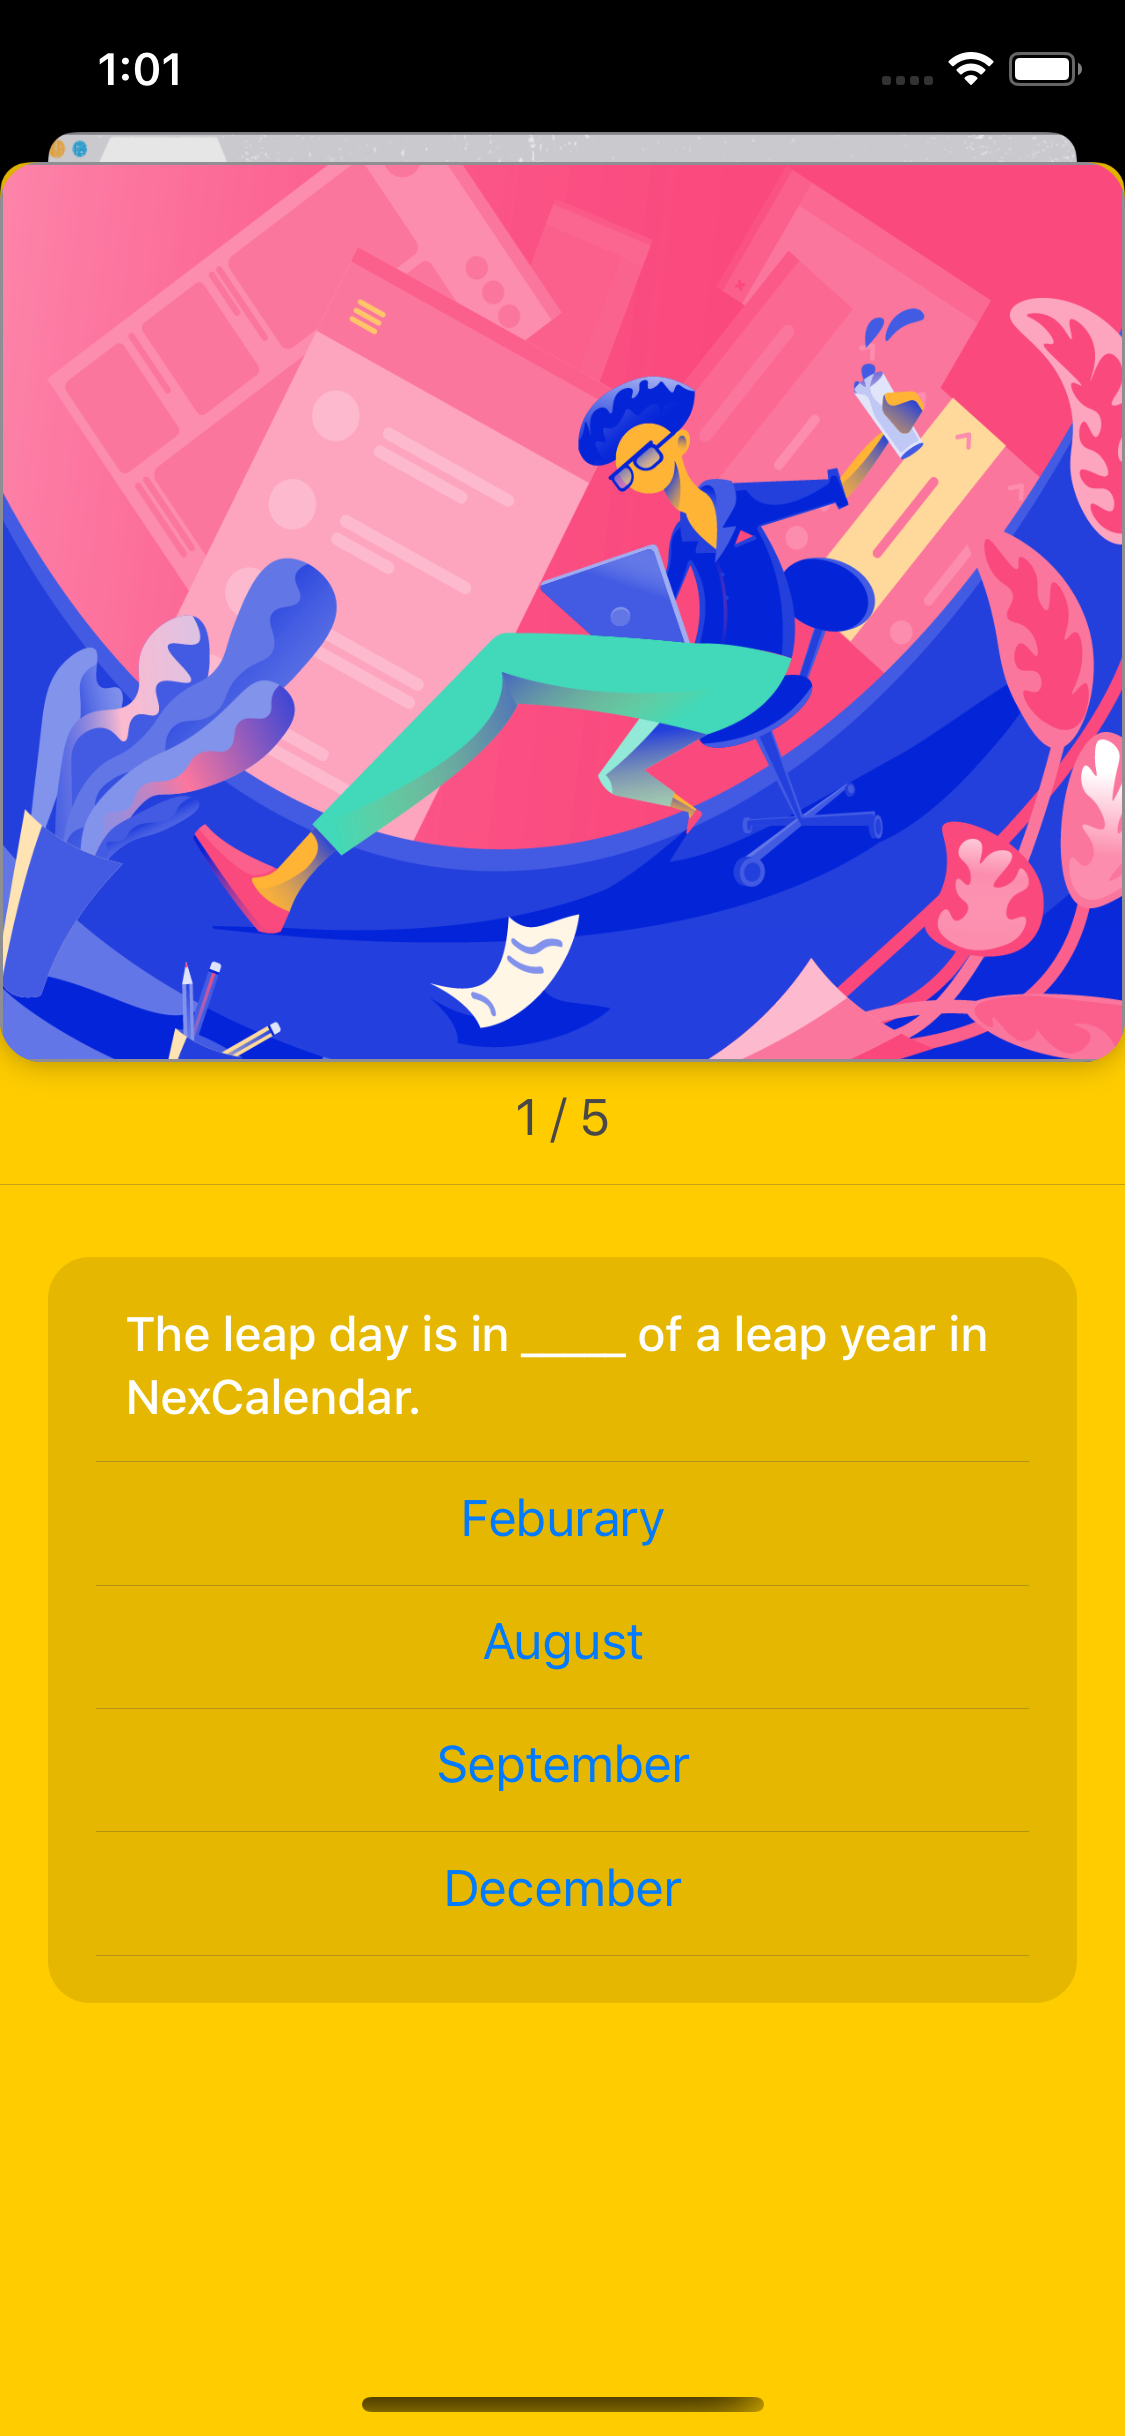 1:01
1 / 5
The leap day is in _____ of a leap year in
NexCalendar.
Feburary
August
September
December